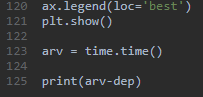 120 ax.legend(loc='best')
121 plt.show()
122
123 arv = time.time()
124
125 print(arv-dep)